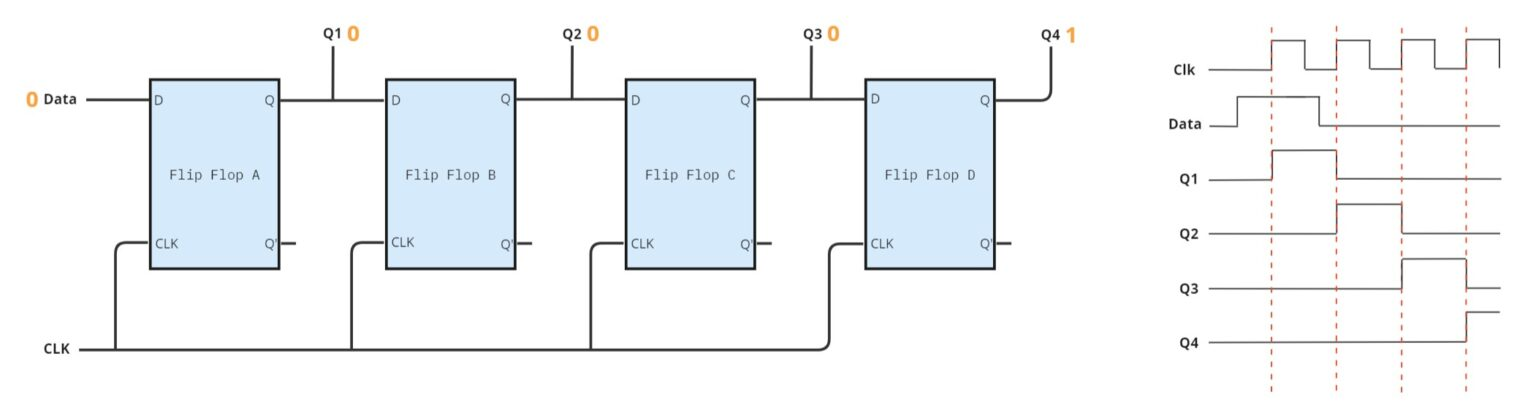 Q1 0
Q2 0
Q3 0
Q4 1
0 Data
D Q
D Q
D Q
D Q
Flip Flop A
Flip Flop B
Flip Flop C
Flip Flop D
CLK Q'
CLK Q'
CLK Q'
CLK Q'
CLK
Clk
Data
Q1
Q2
Q3
Q4